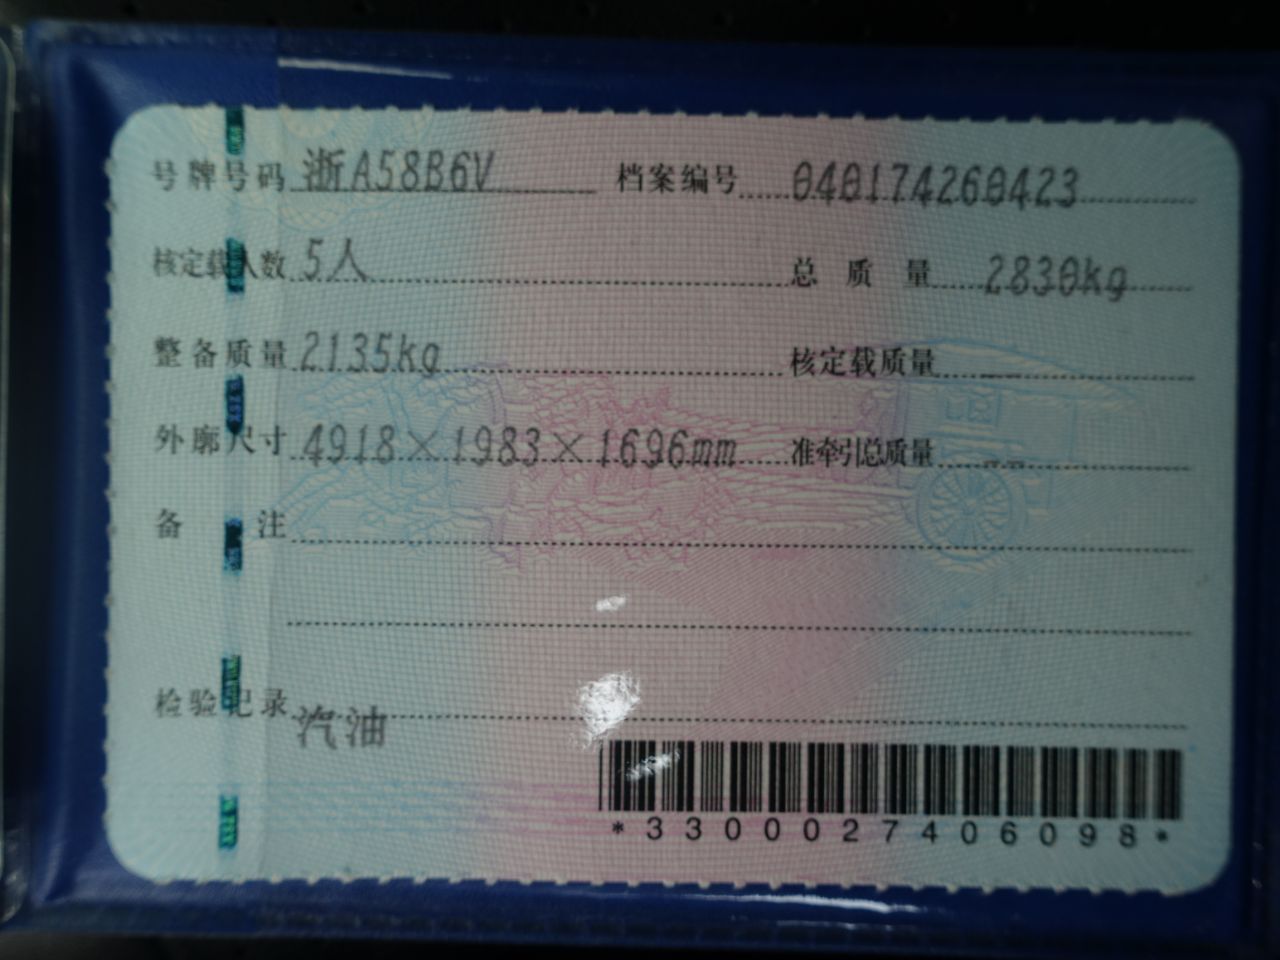 号牌号码 浙A58B6V 档案编号 040174260423
核定载人数 5人 总质量 2830kg
整备质量 2135kg 核定载质量 --
外廓尺寸 4918×1983×1696mm 准牵引总质量 --
备注
检验记录
汽油
*3300027406098*